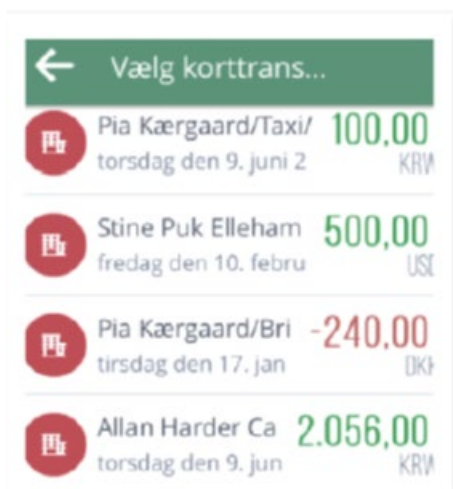 Vælg korttrans...
Pia Kærgaard/Taxi/ 100,00
torsdag den 9. juni 2 KRW
Stine Puk Elleham 500,00
fredag den 10. febru USD
Pia Kærgaard/Bri -240,00
tirsdag den 17. jan DKK
Allan Harder Ca 2.056,00
torsdag den 9. jun KRW